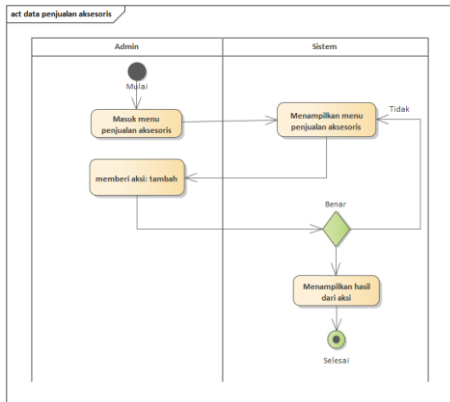 act data penjualan aksesoris
Admin
Sistem
Mulai
Masuk menu
penjualan aksesoris
Menampilkan menu
penjualan aksesoris
Tidak
memberi aksi: tambah
Benar
Menampilkan hasil
dari aksi
Selesai